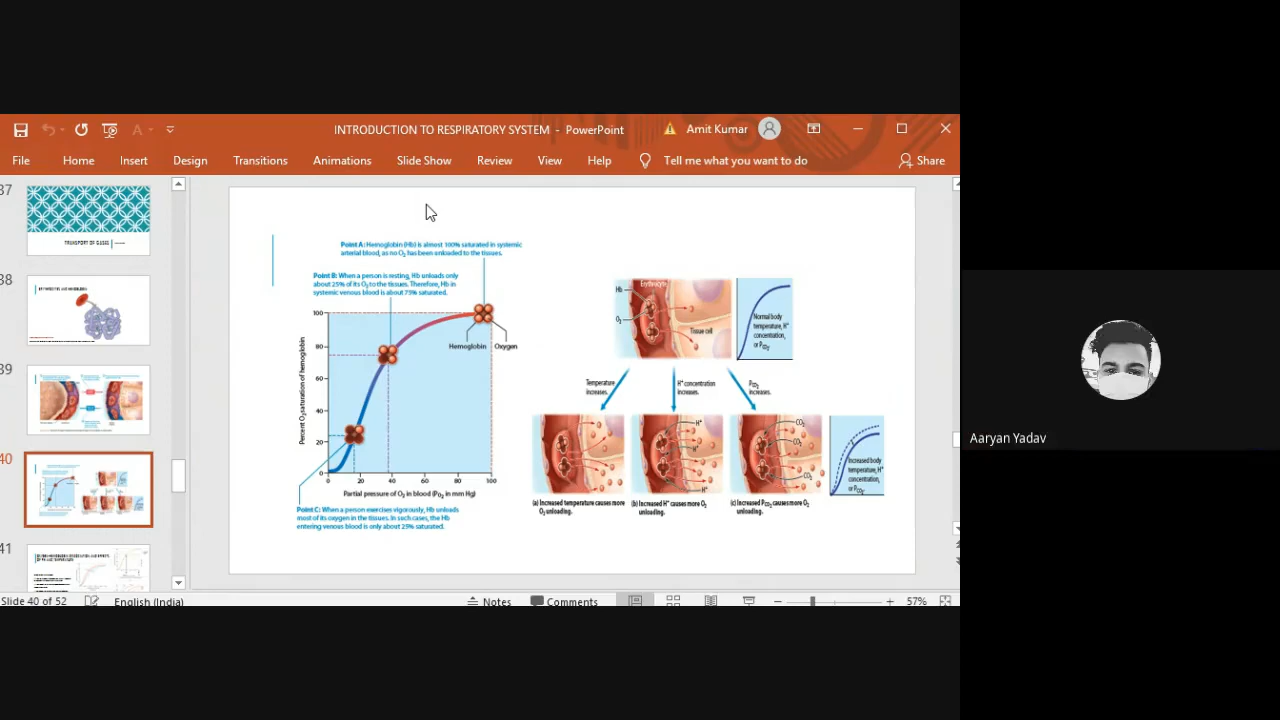 INTRODUCTION TO RESPIRATORY SYSTEM - PowerPoint
Amit Kumar
File Home Insert Design Transitions Animations Slide Show Review View Help Tell me what you want to do Share
37
TRANSPORT OF GASES
38
39
40
41
Point A: Hemoglobin (Hb) is almost 100% saturated in systemic
arterial blood, as no O2 has been unloaded to the tissues.
Point B: When a person is resting, Hb unloads only
about 25% of its O2 to the tissues. Therefore, Hb in
systemic venous blood is about 75% saturated.
100
80
60
40
20
0
Percent O2 saturation of hemoglobin
Hemoglobin Oxygen
0 20 40 60 80 100
Partial pressure of O2 in blood (PO2 in mm Hg)
Point C: When a person exercises vigorously, Hb unloads
most of its oxygen in the tissues. In such cases, the Hb
entering venous blood is only about 25% saturated.
Erythrocyte
Hb
O2
Tissue cell
Normal body
temperature, H+
concentration,
or PCO2
Temperature
increases.
H+ concentration
increases.
PCO2
increases.
H+
H+
H+
CO2
CO2
CO2
Increased body
temperature, H+
concentration,
or PCO2
(a) Increased temperature causes more
O2 unloading.
(b) Increased H+ causes more O2
unloading.
(c) Increased PCO2 causes more O2
unloading.
Slide 40 of 52 English (India) Notes Comments 57%
Aaryan Yadav